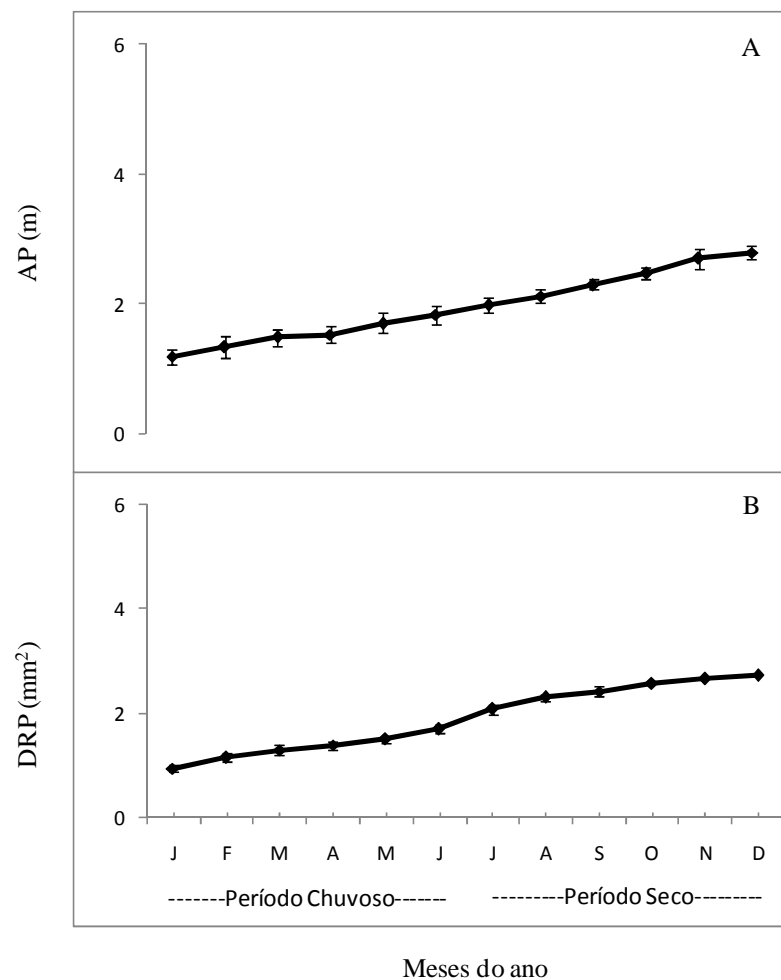 A
6
4
2
0
AP (m)
B
6
4
2
0
DRP (mm²)
J F M A M J J A S O N D
-------Período Chuvoso------- ---------Período Seco---------
Meses do ano